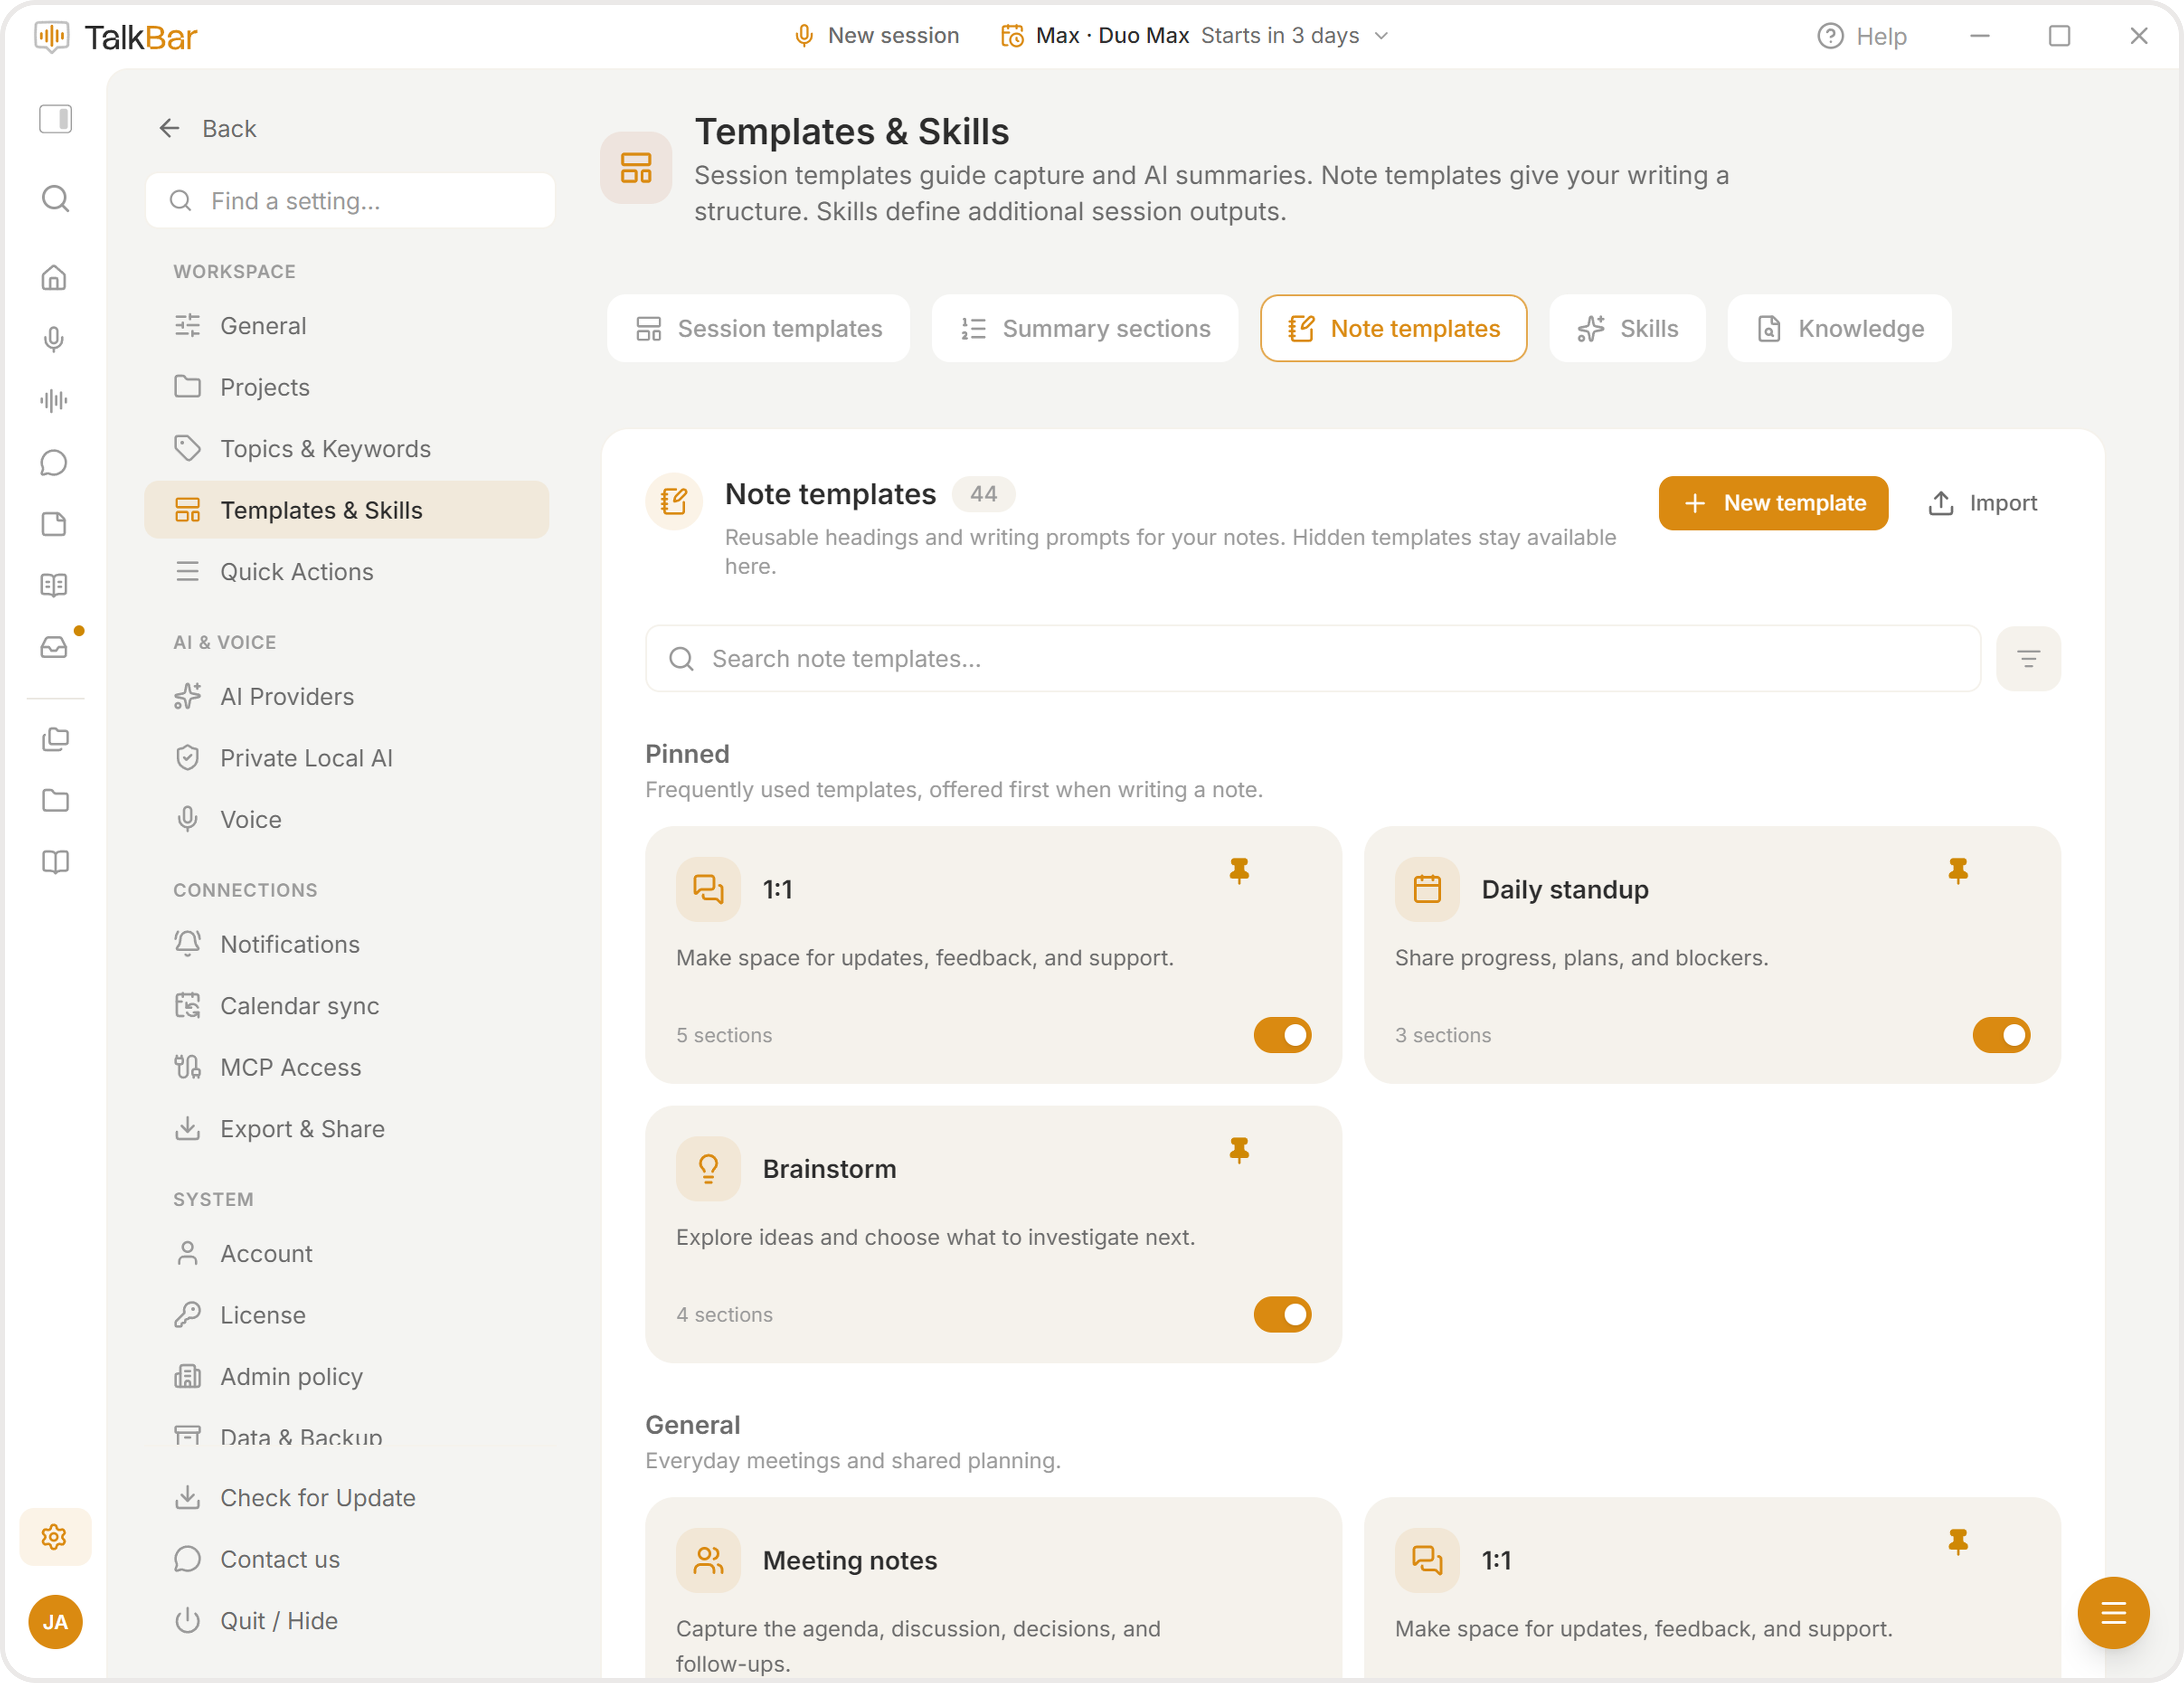 TalkBar
New session
Max · Duo Max Starts in 3 days
Help
Back
Find a setting...
WORKSPACE
General
Projects
Topics & Keywords
Templates & Skills
Quick Actions
AI & VOICE
AI Providers
Private Local AI
Voice
CONNECTIONS
Notifications
Calendar sync
MCP Access
Export & Share
SYSTEM
Account
License
Admin policy
Data & Backup
Check for Update
Contact us
Quit / Hide
JA
Templates & Skills
Session templates guide capture and AI summaries. Note templates give your writing a
structure. Skills define additional session outputs.
Session templates
Summary sections
Note templates
Skills
Knowledge
Note templates 44
Reusable headings and writing prompts for your notes. Hidden templates stay available
here.
New template
Import
Search note templates...
Pinned
Frequently used templates, offered first when writing a note.
1:1
Make space for updates, feedback, and support.
5 sections
Daily standup
Share progress, plans, and blockers.
3 sections
Brainstorm
Explore ideas and choose what to investigate next.
4 sections
General
Everyday meetings and shared planning.
Meeting notes
Capture the agenda, discussion, decisions, and
follow-ups.
1:1
Make space for updates, feedback, and support.